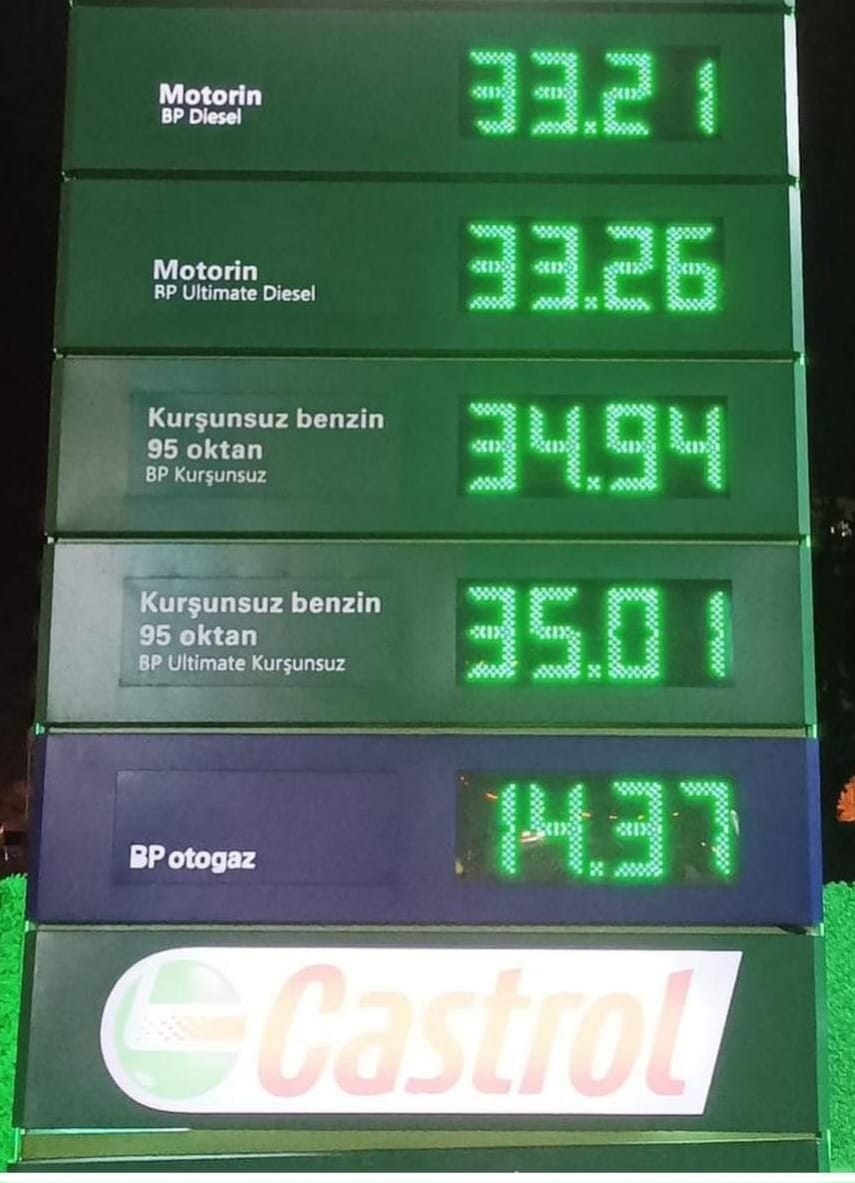 Motorin
BP Diesel
33.21
Motorin
BP Ultimate Diesel
33.26
Kurşunsuz benzin
95 oktan
BP Kurşunsuz
34.94
Kurşunsuz benzin
95 oktan
BP Ultimate Kurşunsuz
35.01
BP otogaz
14.37
Castrol